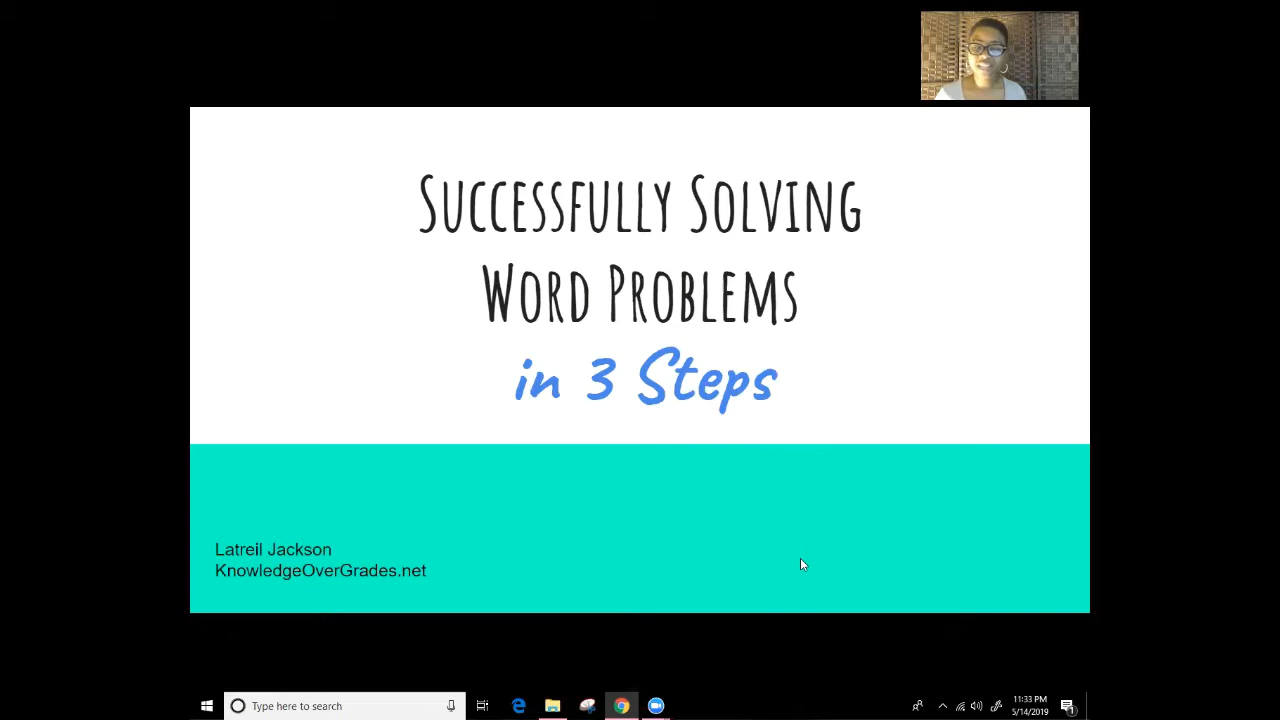 Successfully Solving
Word Problems
in 3 Steps
Latreil Jackson
KnowledgeOverGrades.net
Type here to search
11:33 PM
5/14/2019
1